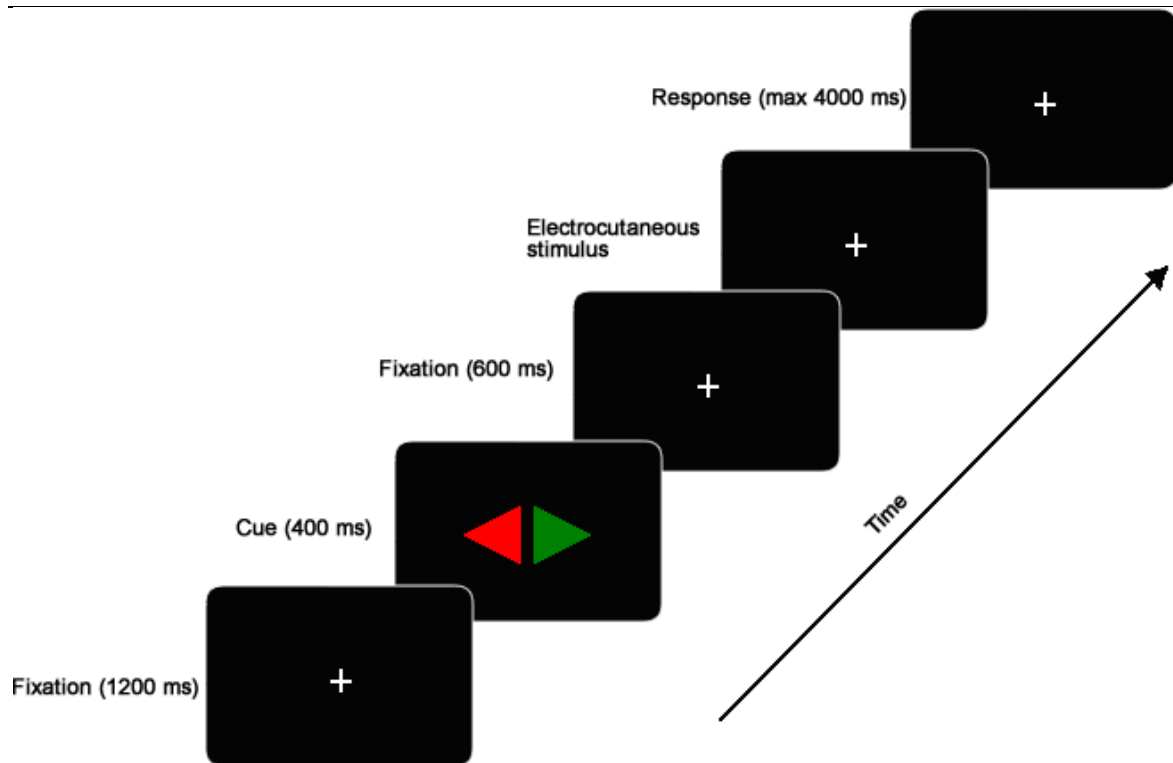 Response (max 4000 ms)
Electrocutaneous
stimulus
Fixation (600 ms)
Time
Cue (400 ms)
Fixation (1200 ms)